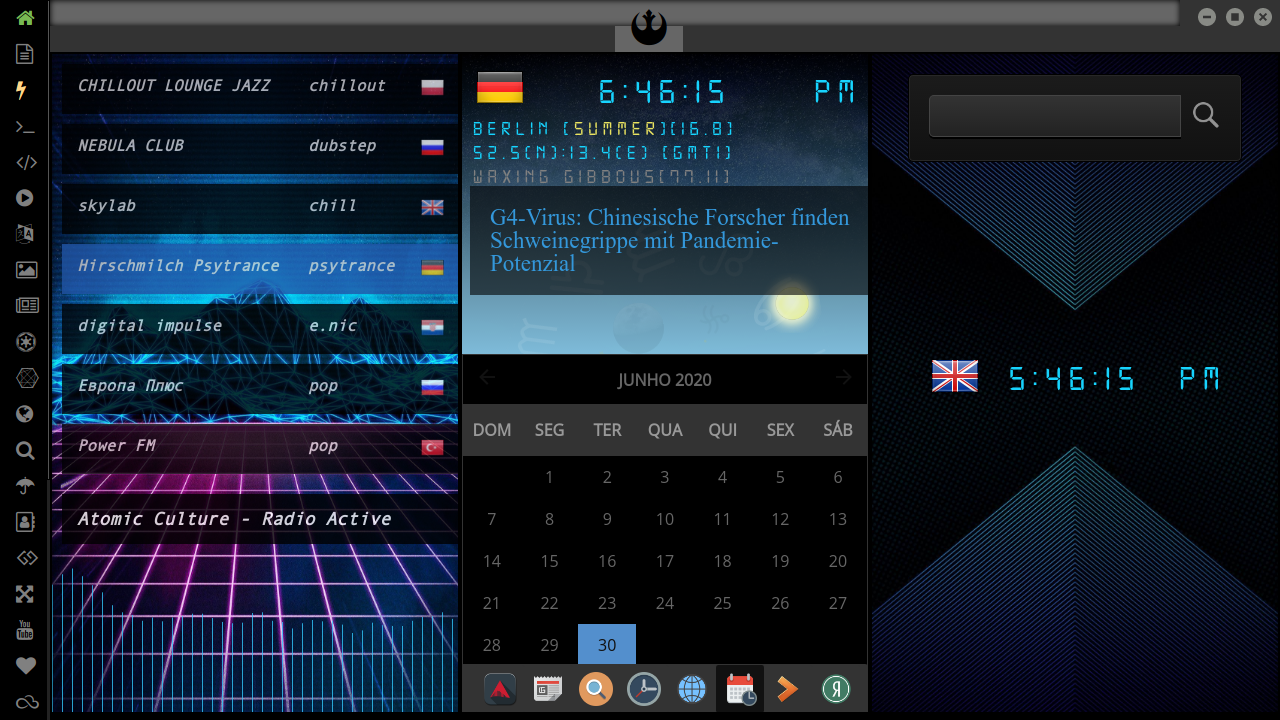 CHILLOUT LOUNGE JAZZ chillout
NEBULA CLUB dubstep
skylab chill
Hirschmilch Psytrance psytrance
digital impulse e.nic
Европа Плюс pop
Power FM pop
Atomic Culture - Radio Active
6:46:15 PM
BERLIN [SUMMER][16.8]
52.5(N):13.4(E) [GMT1]
WAXING GIBBOUS[77.11]
G4-Virus: Chinesische Forscher finden
Schweinegrippe mit Pandemie-
Potenzial
JUNHO 2020
DOM SEG TER QUA QUI SEX SÁB
1 2 3 4 5 6
7 8 9 10 11 12 13
14 15 16 17 18 19 20
21 22 23 24 25 26 27
28 29 30
5:46:15 PM
You
Tube
Я